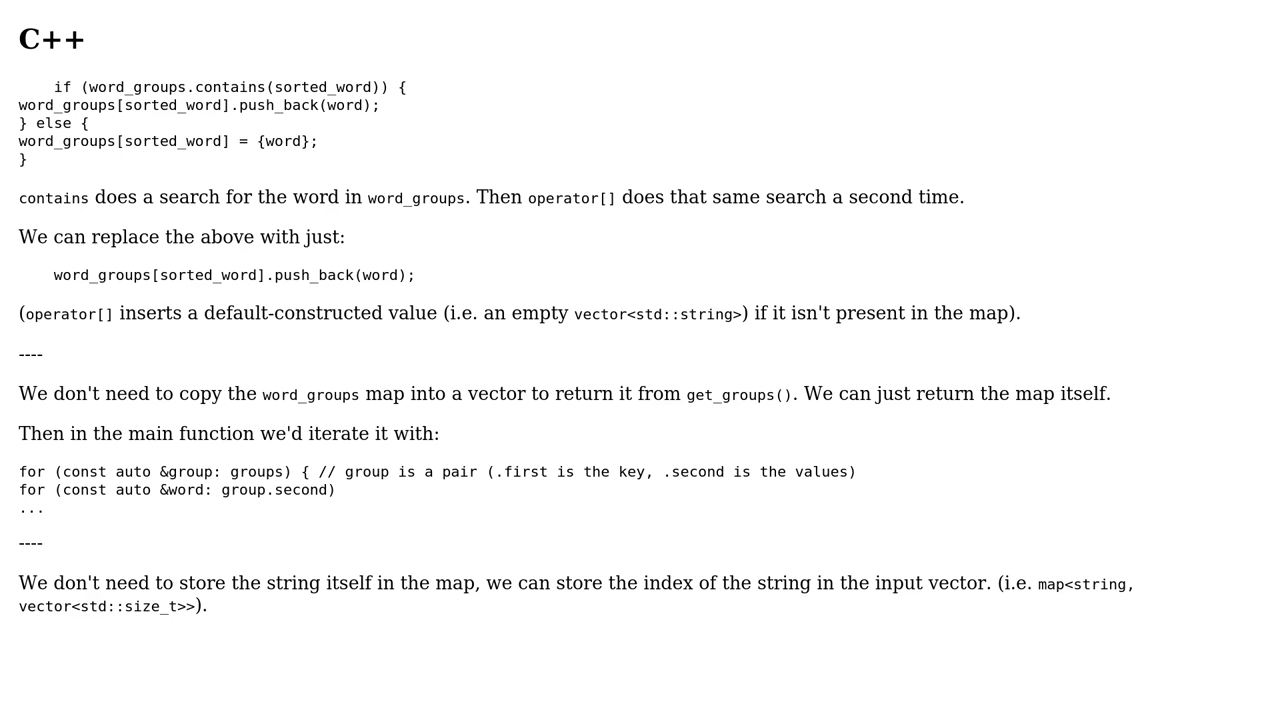 C++
    if (word_groups.contains(sorted_word)) {
word_groups[sorted_word].push_back(word);
} else {
word_groups[sorted_word] = {word};
}
contains does a search for the word in word_groups. Then operator[] does that same search a second time.
We can replace the above with just:
    word_groups[sorted_word].push_back(word);
(operator[] inserts a default-constructed value (i.e. an empty vector<std::string>) if it isn't present in the map).
----
We don't need to copy the word_groups map into a vector to return it from get_groups(). We can just return the map itself.
Then in the main function we'd iterate it with:
for (const auto &group: groups) { // group is a pair (.first is the key, .second is the values)
for (const auto &word: group.second)
...
----
We don't need to store the string itself in the map, we can store the index of the string in the input vector. (i.e. map<string,
vector<std::size_t>>).